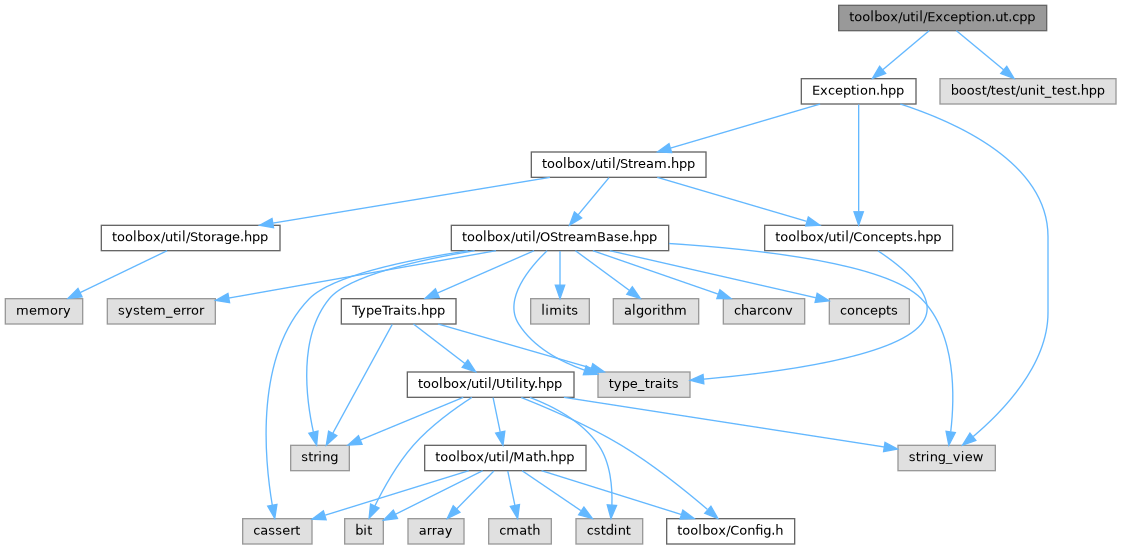 toolbox/util/Exception.ut.cpp
Exception.hpp
boost/test/unit_test.hpp
toolbox/util/Stream.hpp
toolbox/util/Storage.hpp
toolbox/util/OStreamBase.hpp
toolbox/util/Concepts.hpp
memory
system_error
TypeTraits.hpp
limits
algorithm
charconv
concepts
toolbox/util/Utility.hpp
type_traits
string
toolbox/util/Math.hpp
string_view
cassert
bit
array
cmath
cstdint
toolbox/Config.h